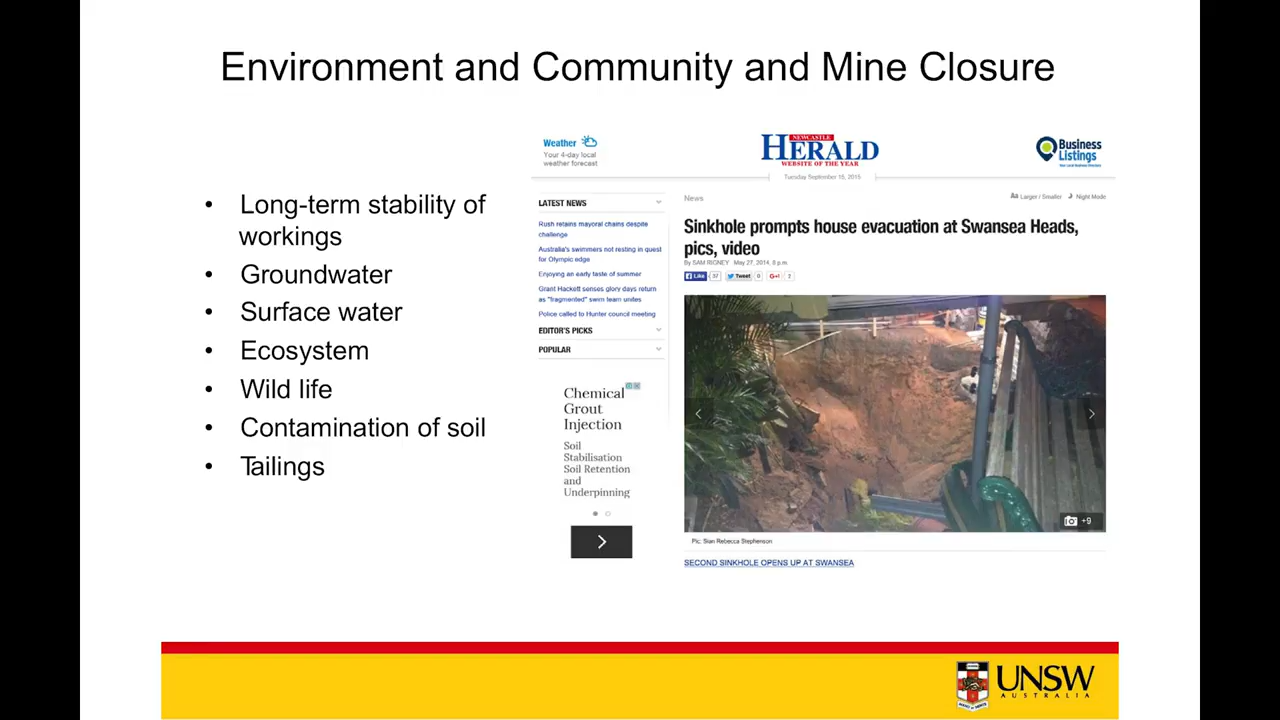 Environment and Community and Mine Closure
• Long-term stability of
workings
• Groundwater
• Surface water
• Ecosystem
• Wild life
• Contamination of soil
• Tailings
Weather
Your 4-day local
weather forecast
NEWCASTLE
HERALD
WEBSITE OF THE YEAR
Tuesday September 15, 2015
Business
Listings
LATEST NEWS
Rush retains mayoral chains despite
challenge
Australia's swimmers not resting in quest
for Olympic edge
Enjoying an early taste of summer
Grant Hackett senses glory days return
as "fragmented" swim team unites
Police called to Hunter council meeting
EDITOR'S PICKS
POPULAR
Chemical
Grout
Injection
Soil
Stabilisation
Soil Retention
and
Underpinning
News
Aa Larger / Smaller
Night Mode
Sinkhole prompts house evacuation at Swansea Heads,
pics, video
By SAM RIGNEY May 27, 2014, 8 p.m.
Like 37 Tweet 0 G+1 2
+9
Pic: Sian Rebecca Stephenson
SECOND SINKHOLE OPENS UP AT SWANSEA
UNSW
AUSTRALIA